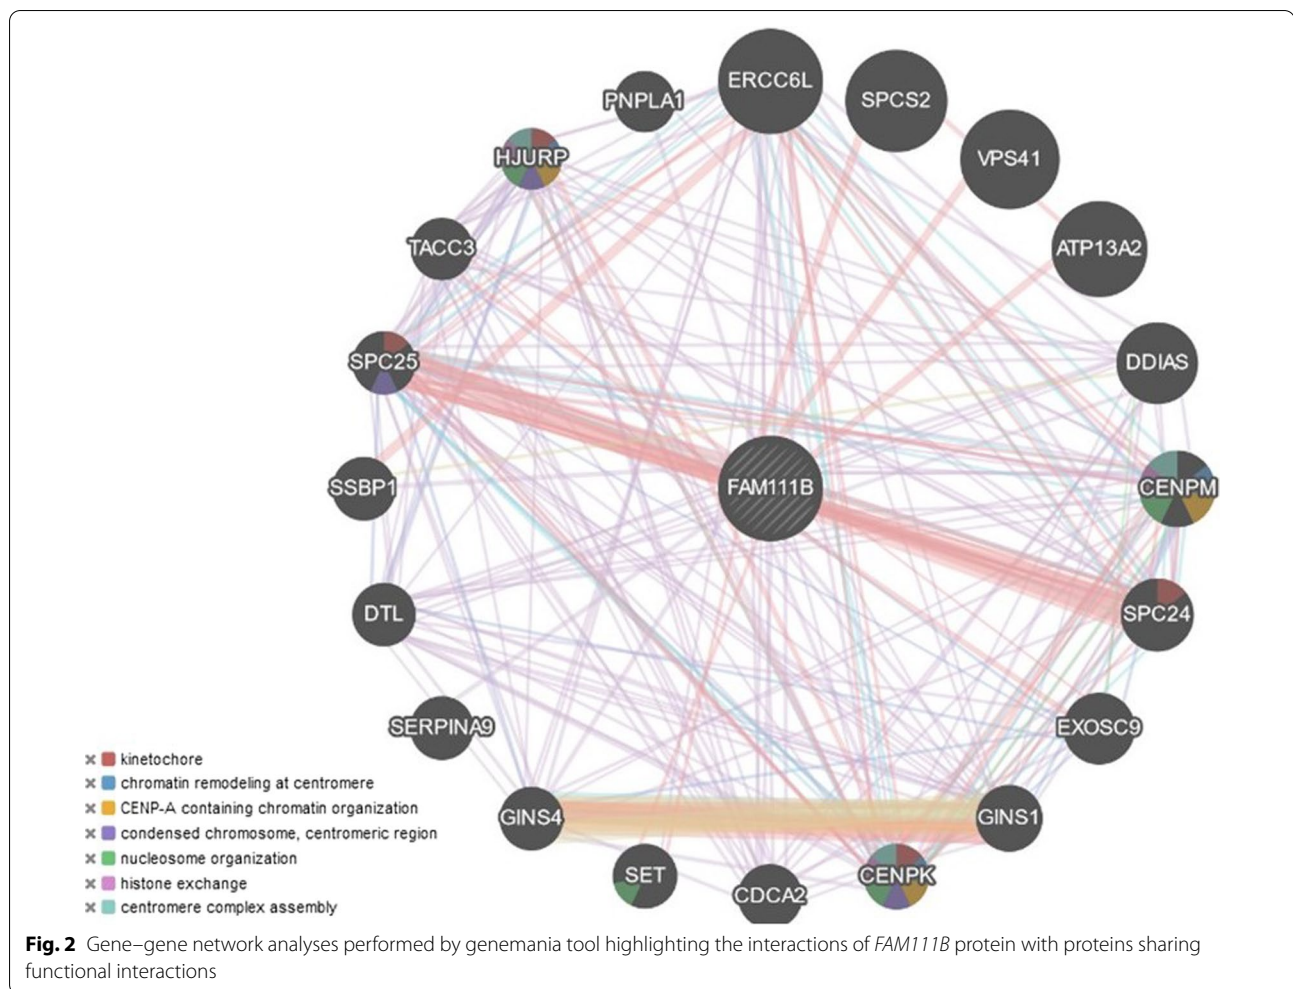 ERCC6L
SPCS2
PNPLA1
VPS41
HJURP
TACC3
ATP13A2
SPC25
DDIAS
SSBP1
FAM111B
CENPM
DTL
SPC24
SERPINA9
EXOSC9
GINS4
GINS1
SET
CDCA2
CENPK
kinetochore
chromatin remodeling at centromere
CENP-A containing chromatin organization
condensed chromosome, centromeric region
nucleosome organization
histone exchange
centromere complex assembly
Fig. 2 Gene–gene network analyses performed by genemania tool highlighting the interactions of FAM111B protein with proteins sharing
functional interactions